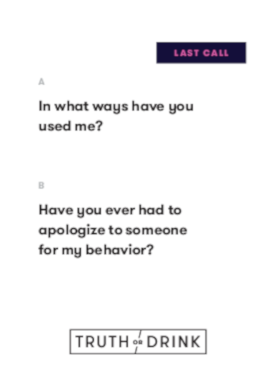 LAST CALL
A
In what ways have you
used me?
B
Have you ever had to
apologize to someone
for my behavior?
TRUTH OR DRINK